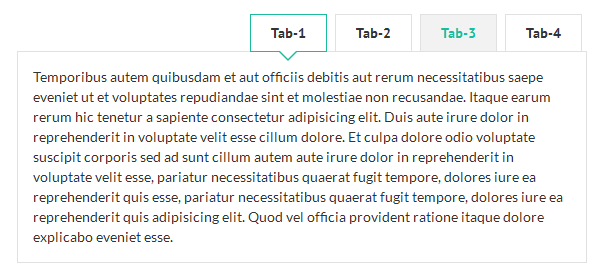 Tab-1 Tab-2 Tab-3 Tab-4
Temporibus autem quibusdam et aut officiis debitis aut rerum necessitatibus saepe
eveniet ut et voluptates repudiandae sint et molestiae non recusandae. Itaque earum
rerum hic tenetur a sapiente consectetur adipisicing elit. Duis aute irure dolor in
reprehenderit in voluptate velit esse cillum dolore. Et culpa dolore odio voluptate
suscipit corporis sed ad sunt cillum autem aute irure dolor in reprehenderit in
voluptate velit esse, pariatur necessitatibus quaerat fugit tempore, dolores iure ea
reprehenderit quis esse, pariatur necessitatibus quaerat fugit tempore, dolores iure ea
reprehenderit quis adipisicing elit. Quod vel officia provident ratione itaque dolore
explicabo eveniet esse.